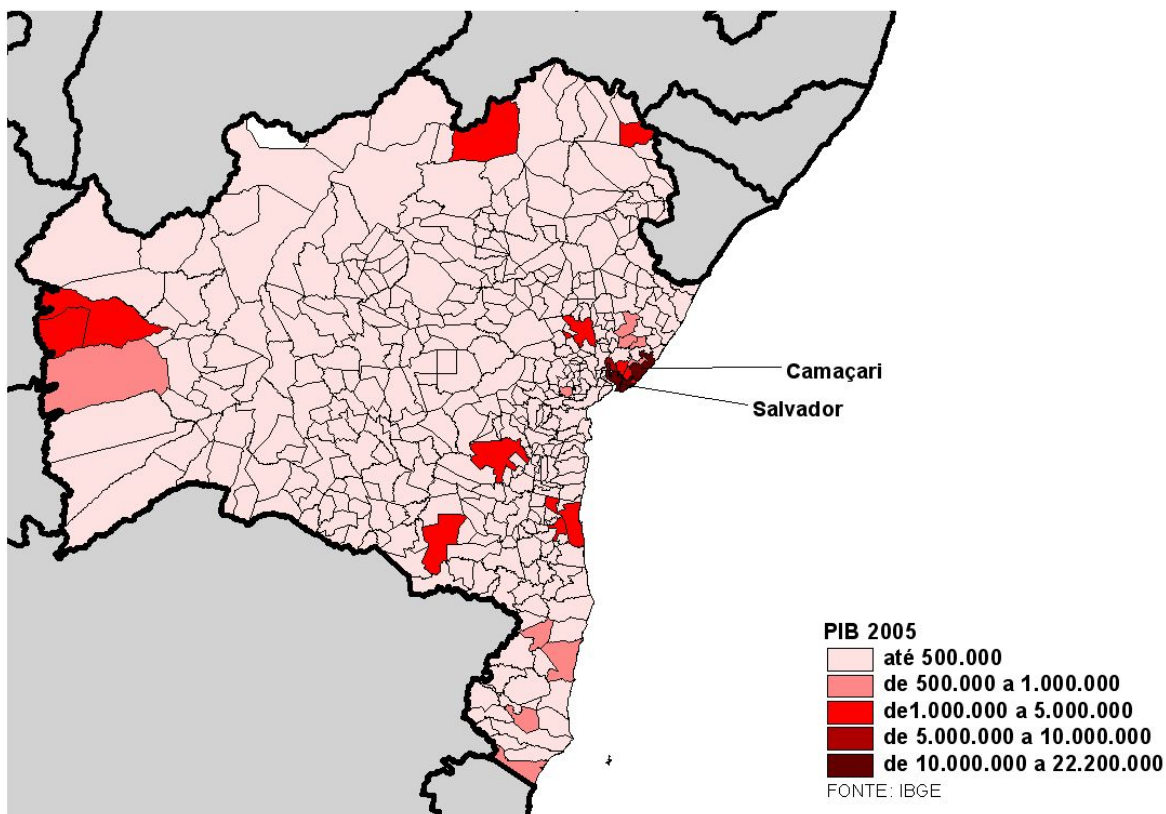 Camaçari
Salvador
PIB 2005
até 500.000
de 500.000 a 1.000.000
de1.000.000 a 5.000.000
de 5.000.000 a 10.000.000
de 10.000.000 a 22.200.000
FONTE: IBGE